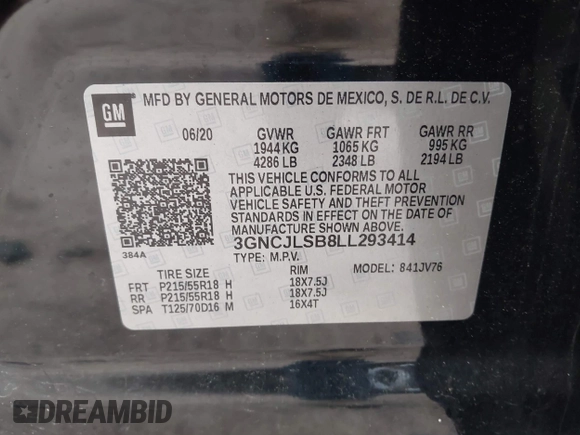 GM
MFD BY GENERAL MOTORS DE MEXICO, S. DE R.L. DE C.V.
06/20 GVWR GAWR FRT GAWR RR
1944 KG 1065 KG 995 KG
4286 LB 2348 LB 2194 LB
THIS VEHICLE CONFORMS TO ALL
APPLICABLE U.S. FEDERAL MOTOR
VEHICLE SAFETY AND THEFT PREVENTION
STANDARDS IN EFFECT ON THE DATE OF
MANUFACTURE SHOWN ABOVE.
384A
3GNCJLSB8LL293414
TYPE: M.P.V. MODEL: 841JV76
TIRE SIZE RIM
FRT P215/55R18 H 18X7.5J
RR P215/55R18 H 18X7.5J
SPA T125/70D16 M 16X4T
DREAMBID